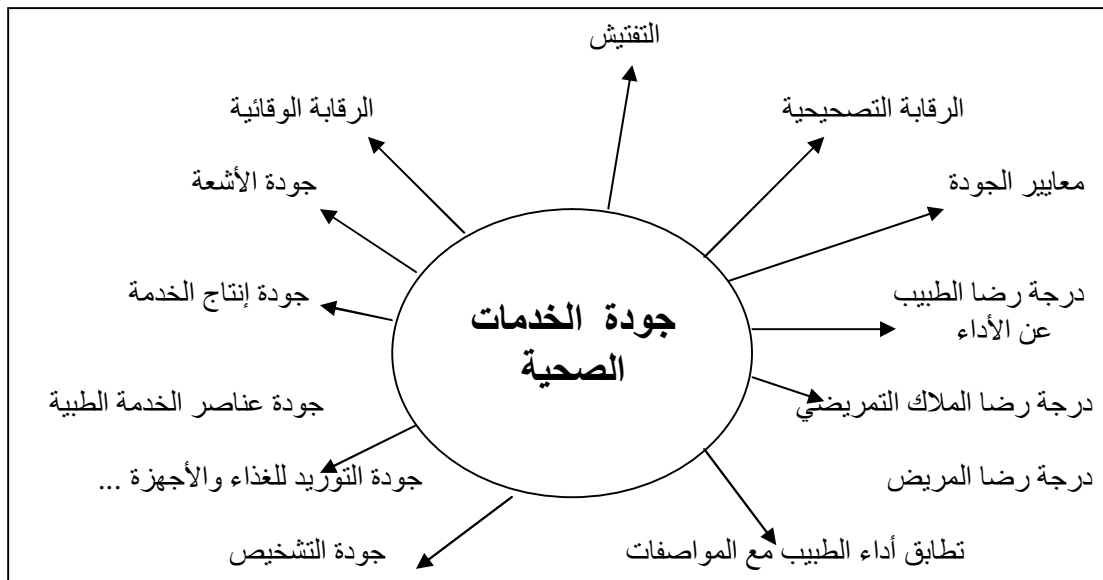 التفتيش
الرقابة التصحيحية
الرقابة الوقائية
معايير الجودة
جودة الأشعة
درجة رضا الطبيب
عن الأداء
جودة إنتاج الخدمة
جودة الخدمات
الصحية
درجة رضا الملاك التمريضي
جودة عناصر الخدمة الطبية
درجة رضا المريض
جودة التوريد للغذاء والأجهزة ...
تطابق أداء الطبيب مع المواصفات
جودة التشخيص